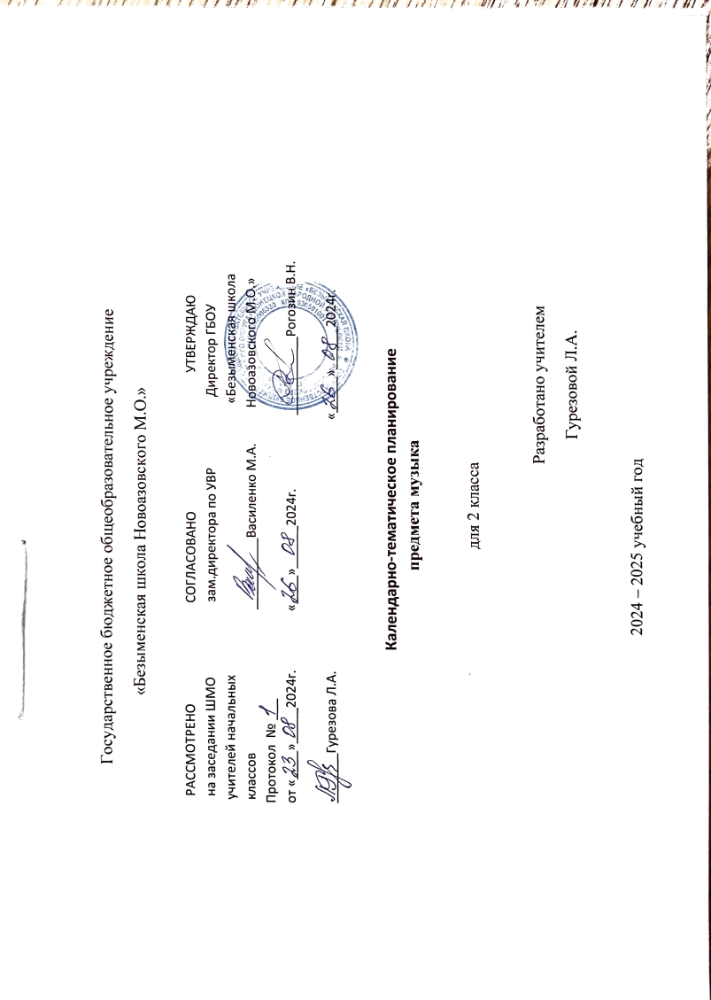 Государственное бюджетное общеобразовательное учреждение
«Безыменская школа Новоазовского М.О.»
РАССМОТРЕНО
на заседании ШМО
учителей начальных
классов
Протокол № 1
от «23» 08 2024г.
Гурезова Л.А.
СОГЛАСОВАНО
зам.директора по УВР
Василенко М.А.
«26» 08 2024г.
УТВЕРЖДАЮ
Директор ГБОУ
«Безыменская школа
Новоазовского М.О.»
Рогозин В.Н.
«26» 08 2024г.
Календарно-тематическое планирование
предмета музыка
для 2 класса
Разработано учителем
Гурезовой Л.А.
2024 – 2025 учебный год